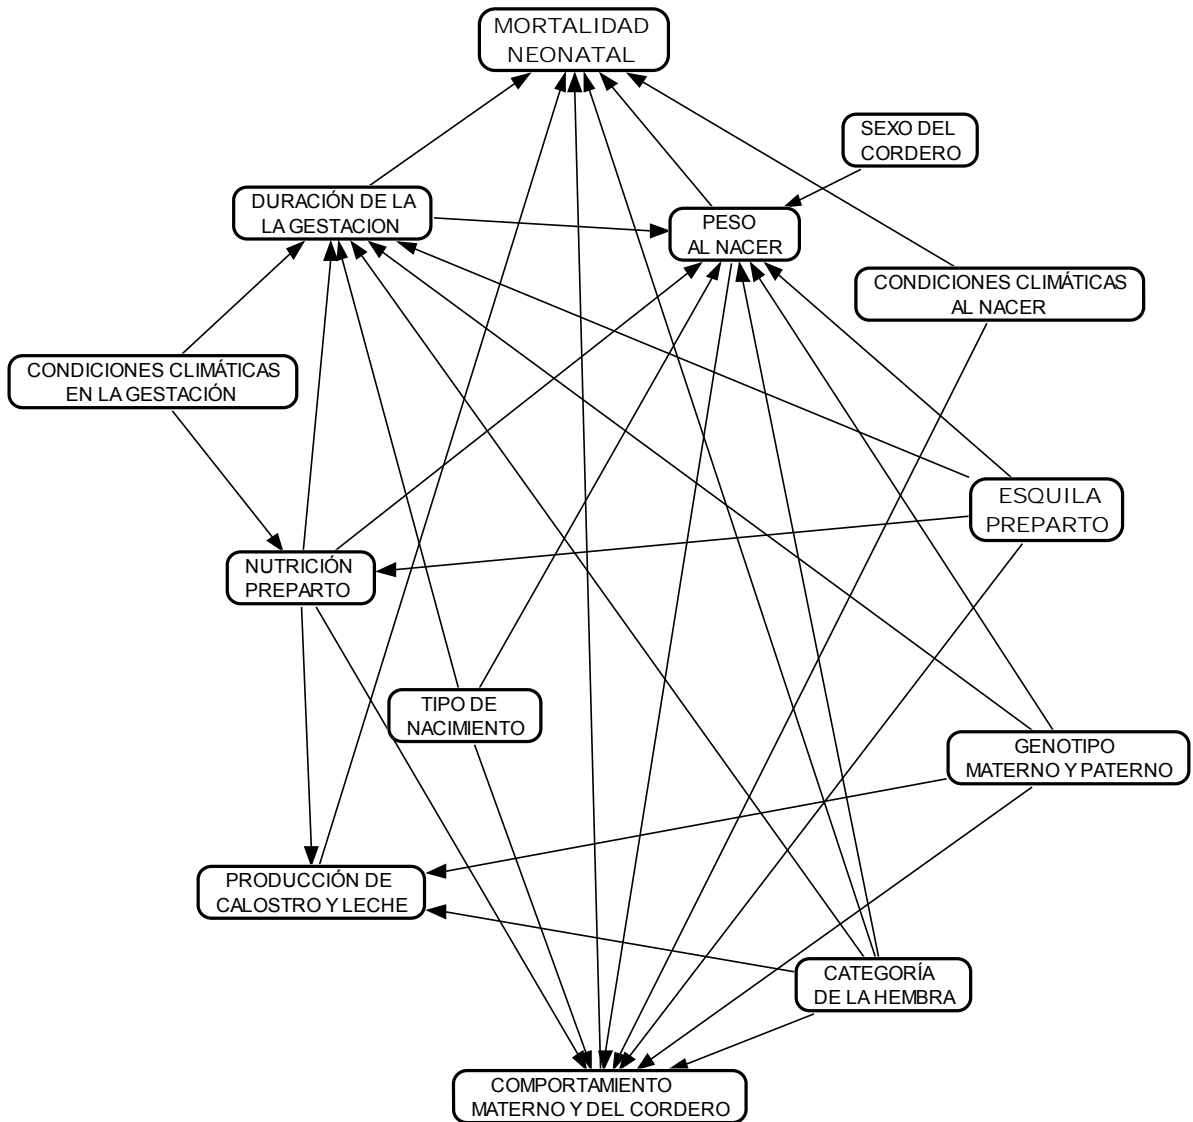 MORTALIDAD
NEONATAL
SEXO DEL
CORDERO
DURACIÓN DE LA
LA GESTACION
PESO
AL NACER
CONDICIONES CLIMÁTICAS
AL NACER
CONDICIONES CLIMÁTICAS
EN LA GESTACIÓN
ESQUILA
PREPARTO
NUTRICIÓN
PREPARTO
TIPO DE
NACIMIENTO
GENOTIPO
MATERNO Y PATERNO
PRODUCCIÓN DE
CALOSTRO Y LECHE
CATEGORÍA
DE LA HEMBRA
COMPORTAMIENTO
MATERNO Y DEL CORDERO